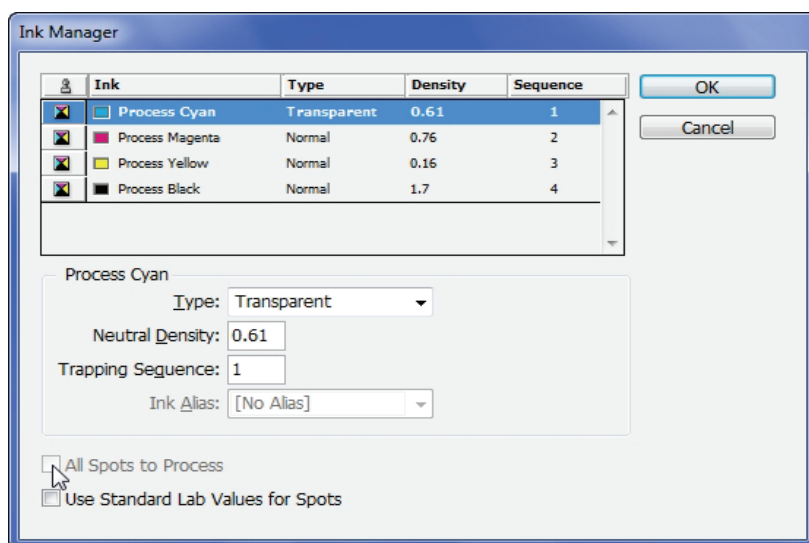 Ink Manager
Ink Type Density Sequence
Process Cyan Transparent 0.61 1
Process Magenta Normal 0.76 2
Process Yellow Normal 0.16 3
Process Black Normal 1.7 4
OK
Cancel
Process Cyan
Type: Transparent
Neutral Density: 0.61
Trapping Sequence: 1
Ink Alias: [No Alias]
All Spots to Process
Use Standard Lab Values for Spots